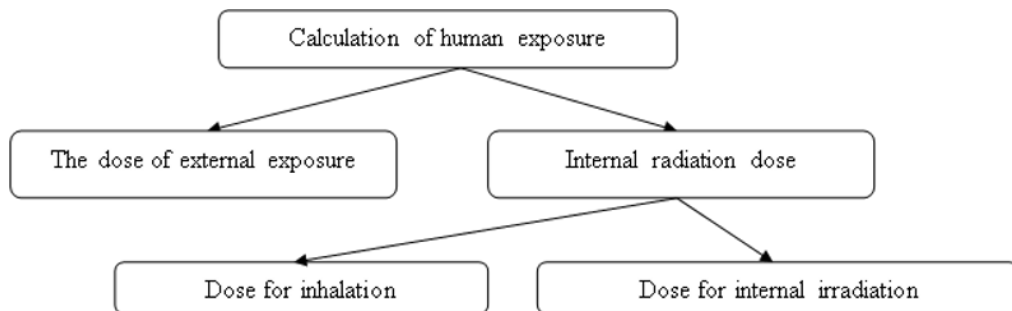 Calculation of human exposure
The dose of external exposure
Internal radiation dose
Dose for inhalation
Dose for internal irradiation